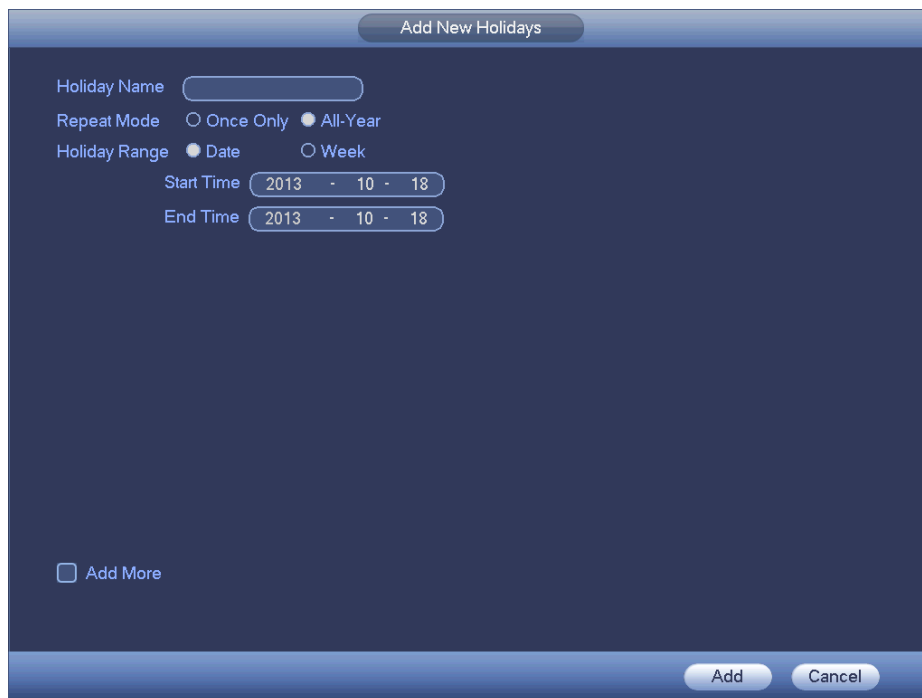 Add New Holidays
Holiday Name
Repeat Mode Once Only All-Year
Holiday Range Date Week
Start Time 2013 - 10 - 18
End Time 2013 - 10 - 18
Add More
Add Cancel